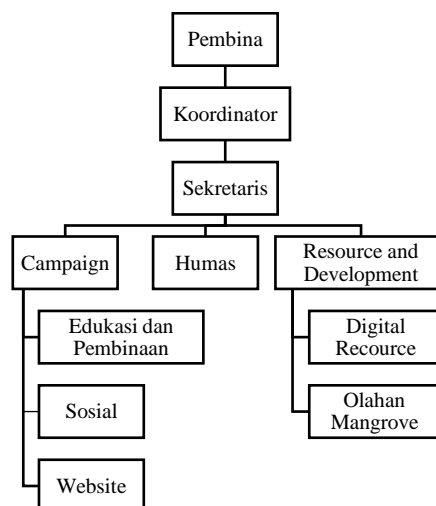 Pembina
Koordinator
Sekretaris
Campaign
Humas
Resource and
Development
Edukasi dan
Pembinaan
Sosial
Website
Digital
Recource
Olahan
Mangrove